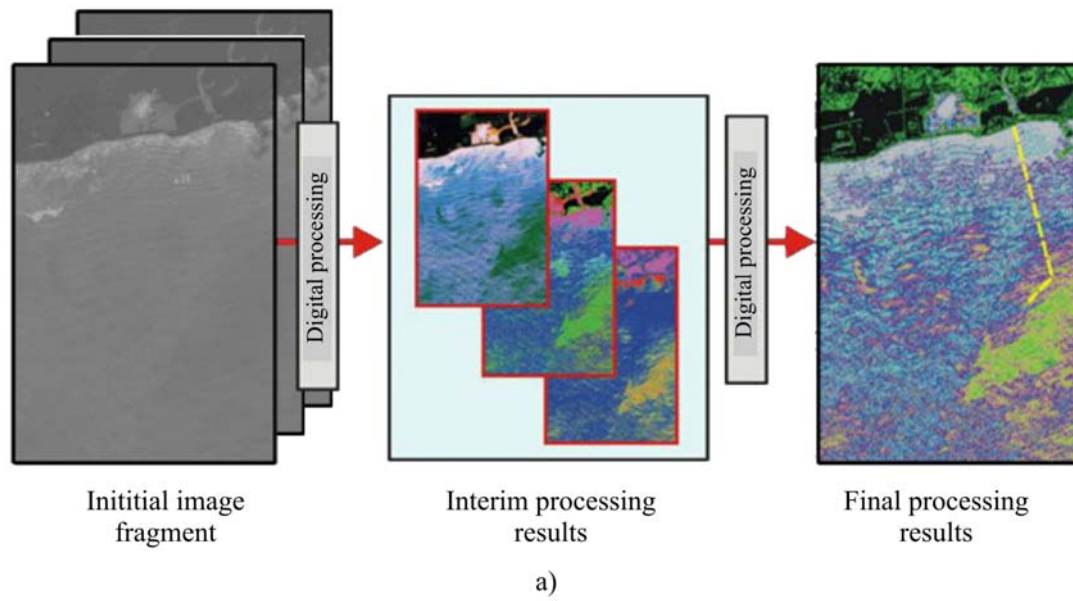 Digital processing
Digital processing
Inititial image
fragment
Interim processing
results
Final processing
results
a)